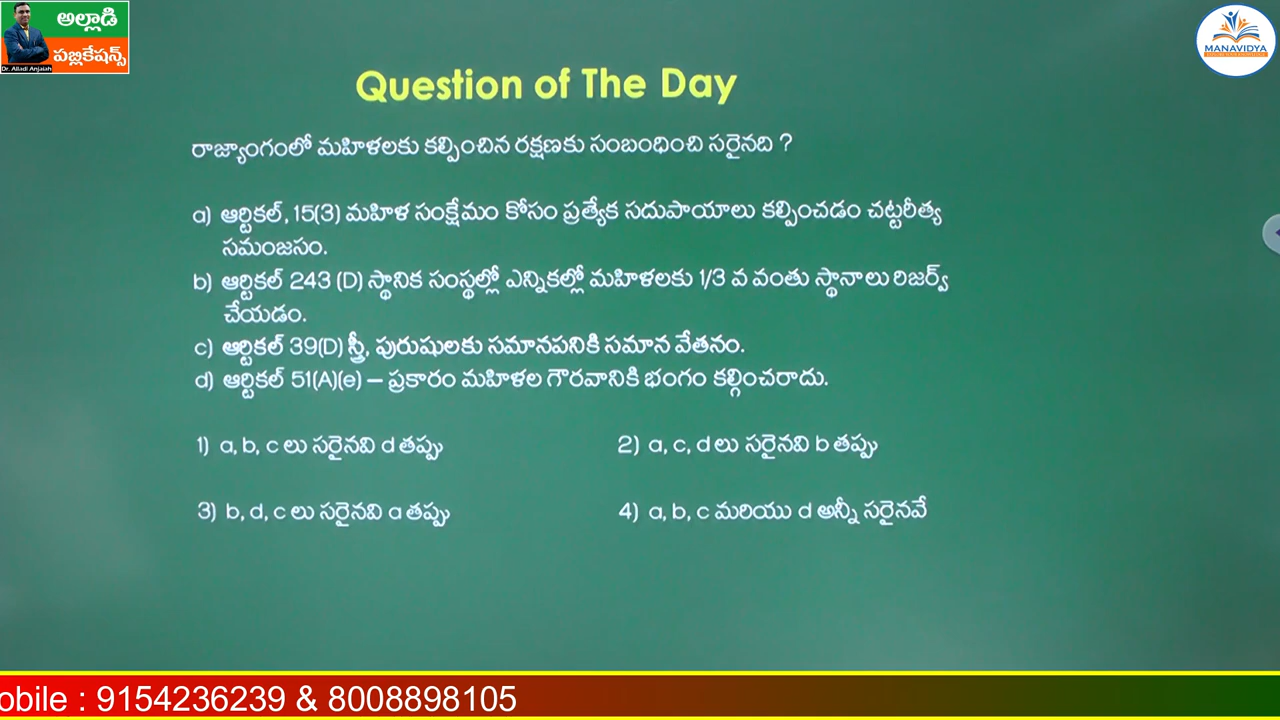 అల్లాడి
పబ్లికేషన్స్
Dr. Alladi Anjaiah
MANAVIDYA
Question of The Day
రాజ్యాంగంలో మహిళలకు కల్పించిన రక్షణకు సంబంధించి సరైనది ?
a) ఆర్టికల్, 15(3) మహిళ సంక్షేమం కోసం ప్రత్యేక సదుపాయాలు కల్పించడం చట్టరీత్య
సమంజసం.
b) ఆర్టికల్ 243 (D) స్థానిక సంస్థల్లో ఎన్నికల్లో మహిళలకు 1/3 వ వంతు స్థానాలు రిజర్వ్
చేయడం.
c) ఆర్టికల్ 39(D) స్త్రీ, పురుషులకు సమానపనికి సమాన వేతనం.
d) ఆర్టికల్ 51(A)(e) – ప్రకారం మహిళల గౌరవానికి భంగం కల్గించరాదు.
1) a, b, c లు సరైనవి d తప్పు
2) a, c, d లు సరైనవి b తప్పు
3) b, d, c లు సరైనవి a తప్పు
4) a, b, c మరియు d అన్నీ సరైనవే
obile : 9154236239 & 8008898105